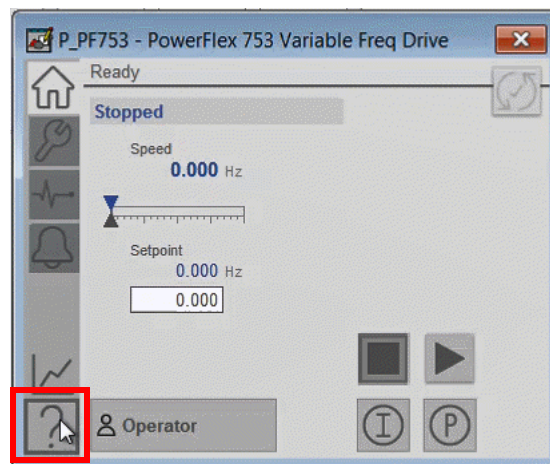 P_PF753 - PowerFlex 753 Variable Freq Drive
Ready
Stopped
Speed
0.000 Hz
Setpoint
0.000 Hz
0.000
?
Operator
I P